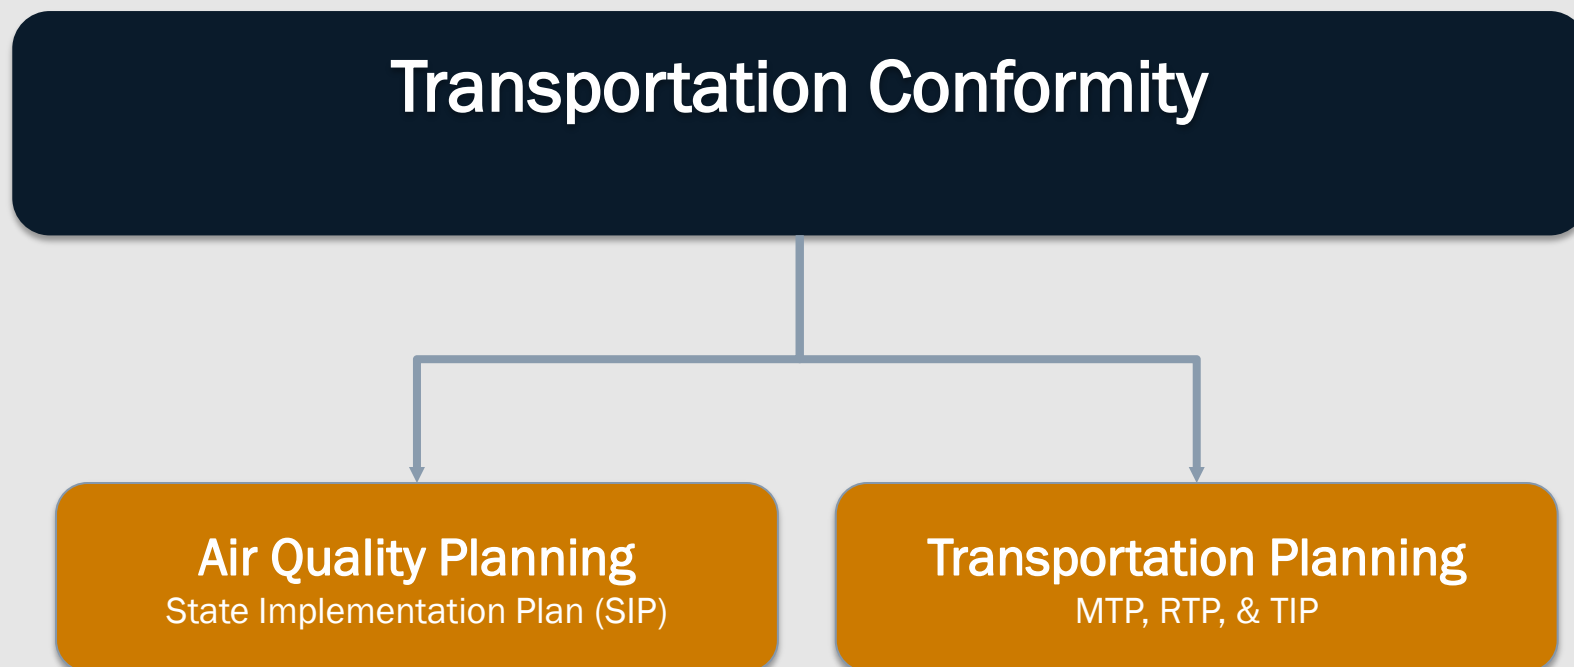 Transportation Conformity
Air Quality Planning
State Implementation Plan (SIP)
Transportation Planning
MTP, RTP, & TIP